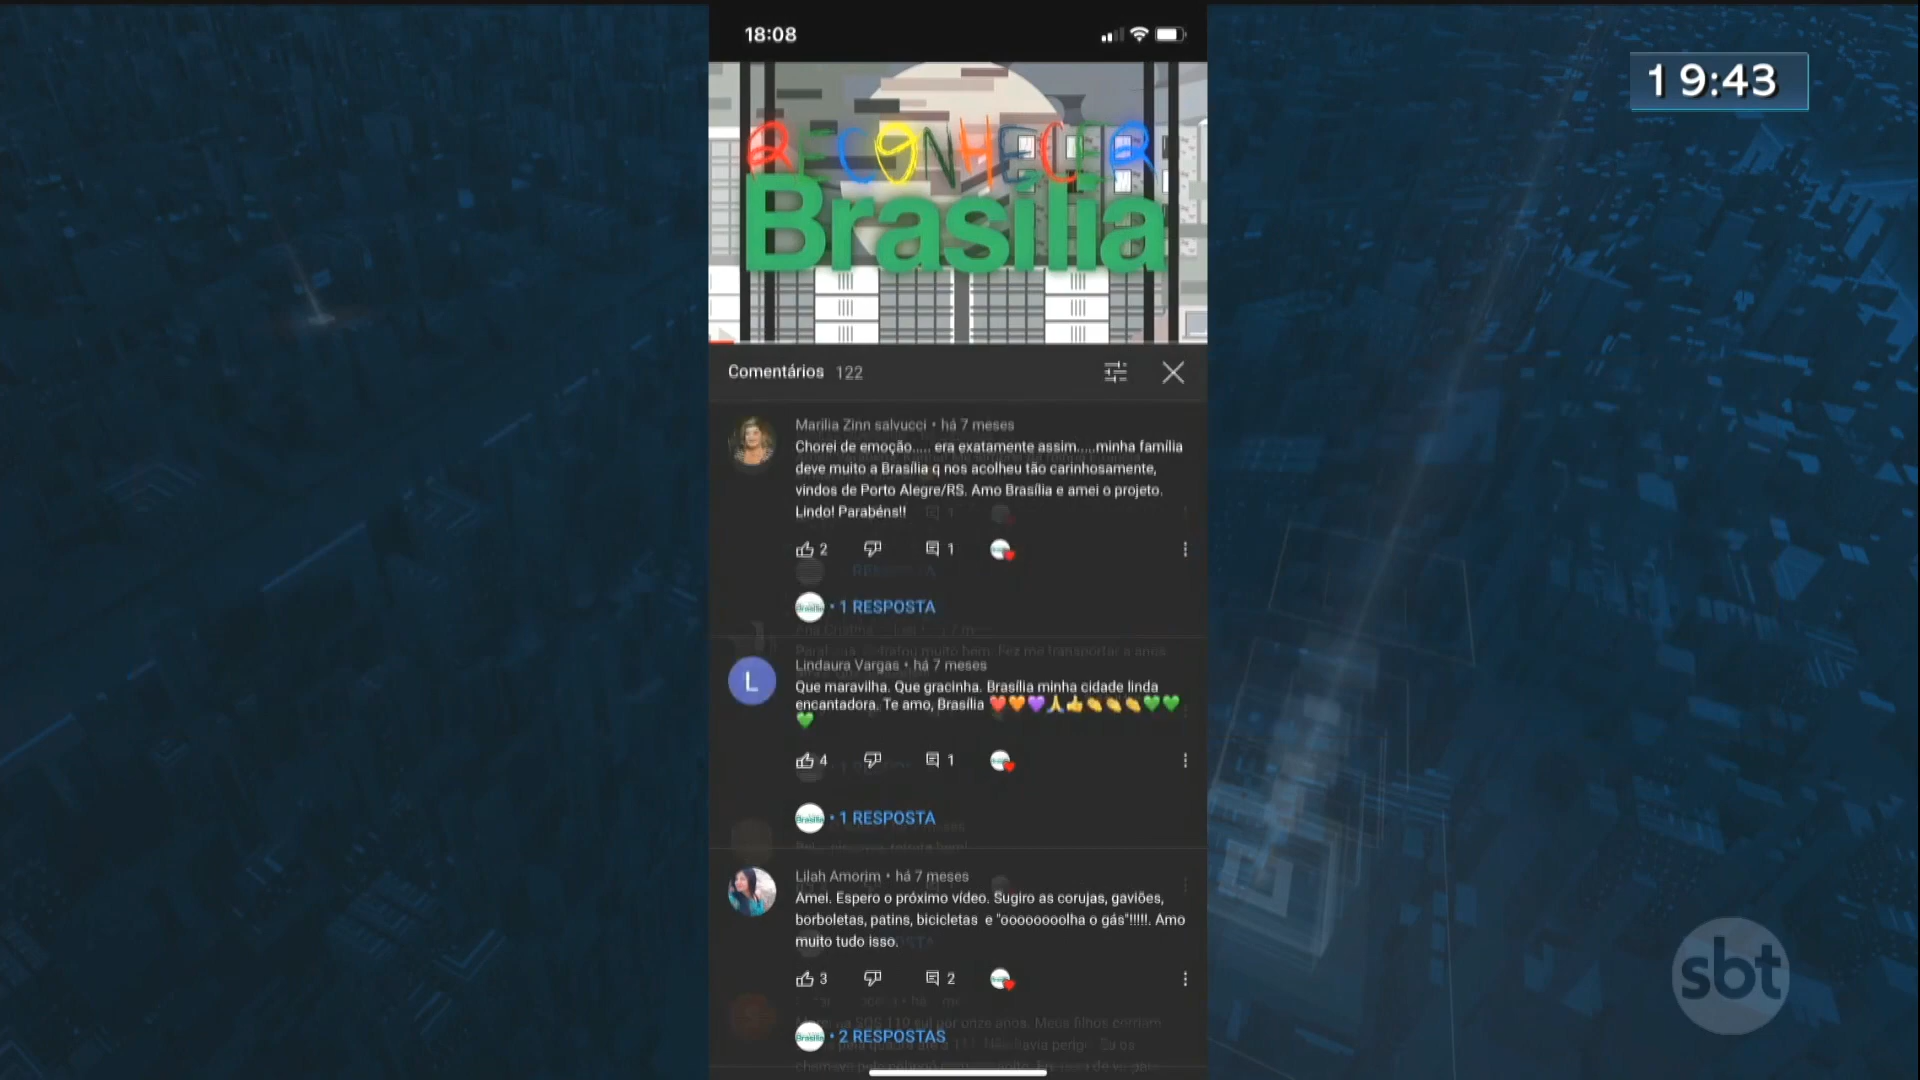 18:08
19:43
RECONHECER
Brasília
Comentários 122
Marilia Zinn salvucci • há 7 meses
Chorei de emoção..... era exatamente assim.....minha família
deve muito a Brasília q nos acolheu tão carinhosamente,
vindos de Porto Alegre/RS. Amo Brasília e amei o projeto.
Lindo! Parabéns!!
2 1
Brasília • 1 RESPOSTA
Lindaura Vargas • há 7 meses
L
Que maravilha. Que gracinha. Brasília minha cidade linda
encantadora. Te amo, Brasília ❤️🧡💜🙏👍👏👏👏💚💚
💚
4 1
Brasília • 1 RESPOSTA
Lilah Amorim • há 7 meses
Amei. Espero o próximo vídeo. Sugiro as corujas, gaviões,
borboletas, patins, bicicletas e "ooooooolha o gás"!!!!!. Amo
muito tudo isso.
3 2
Brasília • 2 RESPOSTAS
sbt